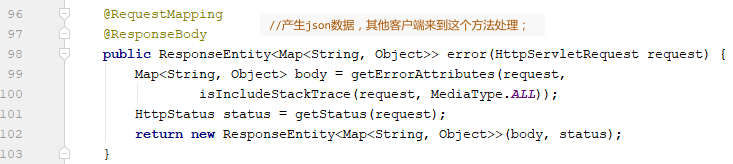 96 @RequestMapping //产生json数据，其他客户端来到这个方法处理；
97 @ResponseBody
98 public ResponseEntity<Map<String, Object>> error(HttpServletRequest request) {
99 Map<String, Object> body = getErrorAttributes(request,
100 isIncludeStackTrace(request, MediaType.ALL));
101 HttpStatus status = getStatus(request);
102 return new ResponseEntity<Map<String, Object>>(body, status);
103 }